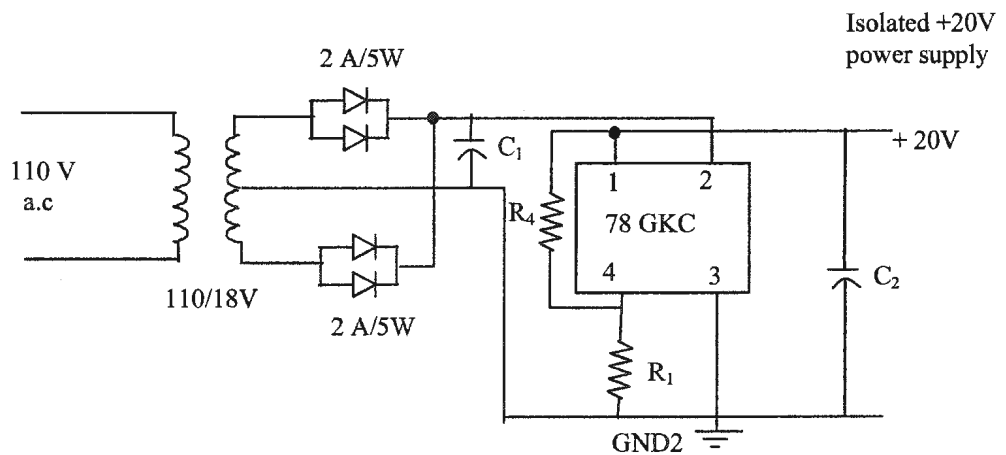 Isolated +20V
power supply
2 A/5W
110 V
a.c
C₁
+ 20V
1 2
R₄
78 GKC
4 3
C₂
110/18V
2 A/5W
R₁
GND2